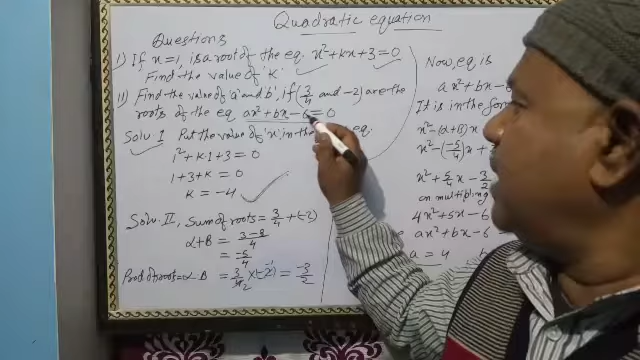 Quadratic equation
Questions
I) If x = 1, is a root of the eq. x² + kx + 3 = 0
Find the value of 'K'
II) Find the value of 'a' and b', if (3/4 and -2) are the
roots of the eq. ax² + bx - 6 = 0
Solu. I Put the value of 'x' in the eq.
1² + k·1 + 3 = 0
1 + 3 + K = 0
K = -4
Solu. II, Sum of roots = 3/4 + (-2)
α + β = 3-8/4
= -5/4
Prod of roots = α·β = 3/4 2 × (-2) -1 = -3/2
Now, eq. is
ax² + bx - 6
It is in the for
x² - (α+β)x
x² - (-5/4)x +
x² + 5/4 x - 3/2
on multiplying
4x² + 5x - 6
ax² + bx - 6
a = 4